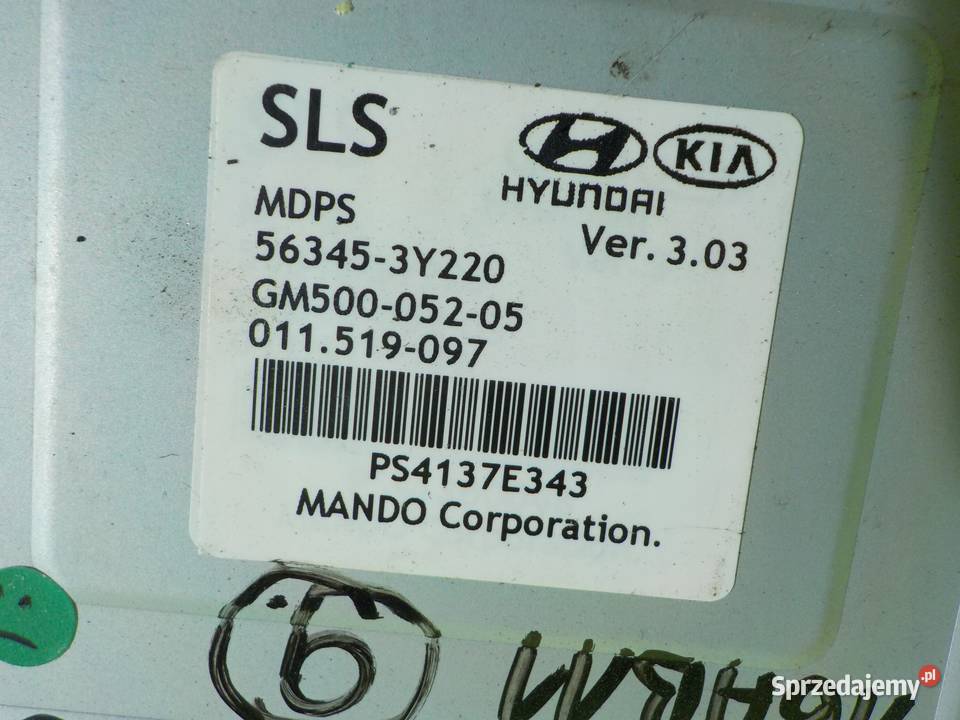 SLS
HYUNDAI
KIA
MDPS
Ver. 3.03
56345-3Y220
GM500-052-05
011.519-097
PS4137E343
MANDO Corporation.
Sprzedajemy.pl